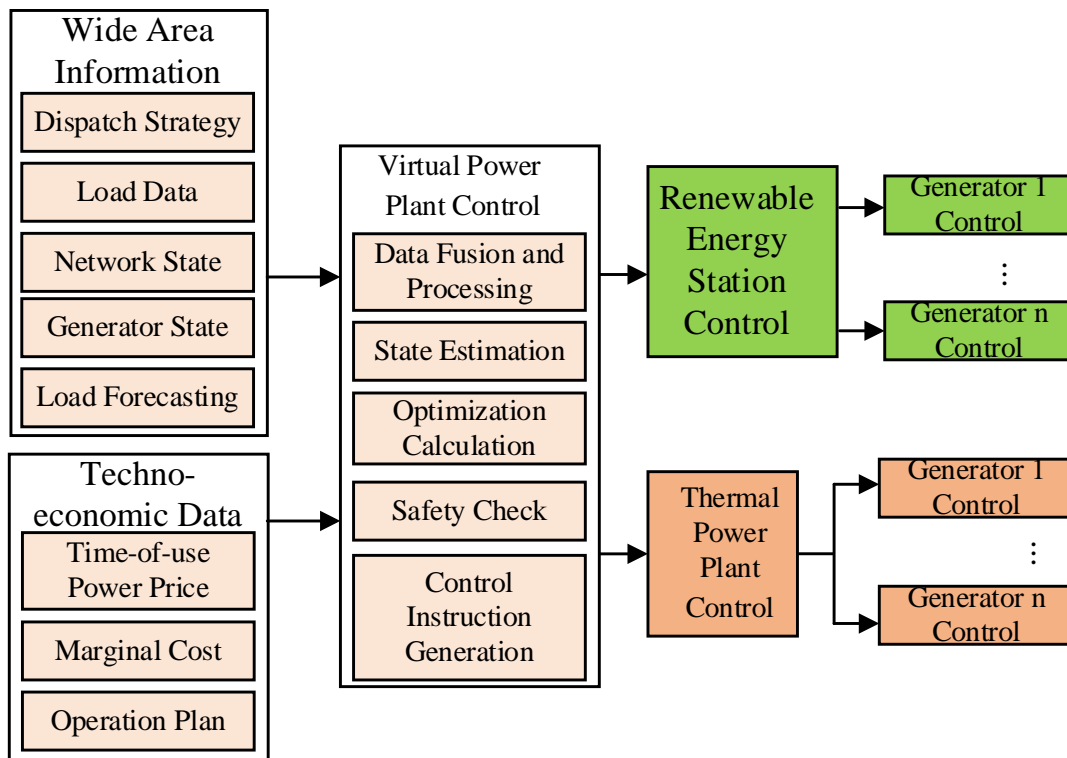 Wide Area
Information
Dispatch Strategy
Load Data
Network State
Generator State
Load Forecasting
Techno-
economic Data
Time-of-use
Power Price
Marginal Cost
Operation Plan
Virtual Power
Plant Control
Data Fusion and
Processing
State Estimation
Optimization
Calculation
Safety Check
Control
Instruction
Generation
Renewable
Energy
Station
Control
Generator 1
Control
...
Generator n
Control
Thermal
Power
Plant
Control
Generator 1
Control
...
Generator n
Control